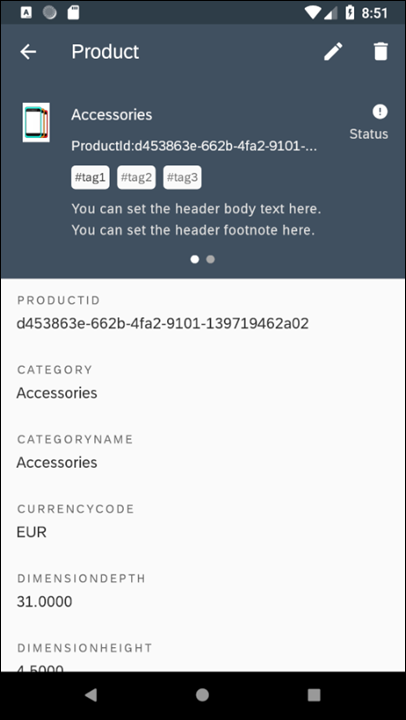 8:51
Product
Accessories
ProductId:d453863e-662b-4fa2-9101-...
Status
#tag1 #tag2 #tag3
You can set the header body text here.
You can set the header footnote here.
PRODUCTID
d453863e-662b-4fa2-9101-139719462a02
CATEGORY
Accessories
CATEGORYNAME
Accessories
CURRENCYCODE
EUR
DIMENSIONDEPTH
31.0000
DIMENSIONHEIGHT
4.5000